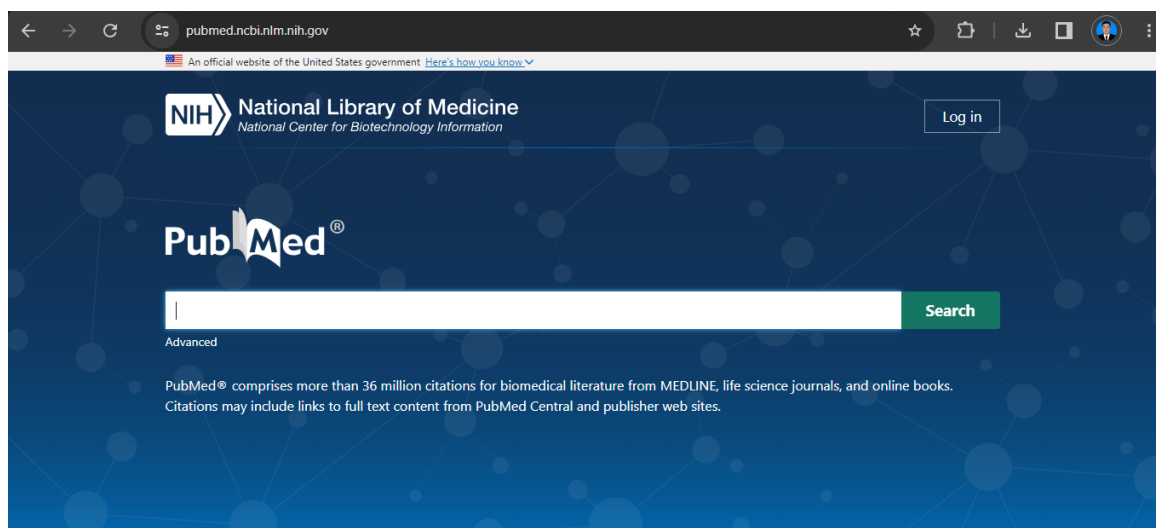 pubmed.ncbi.nlm.nih.gov
An official website of the United States government Here's how you know
NIH National Library of Medicine
National Center for Biotechnology Information
Log in
PubMed®
Search
Advanced
PubMed® comprises more than 36 million citations for biomedical literature from MEDLINE, life science journals, and online books.
Citations may include links to full text content from PubMed Central and publisher web sites.